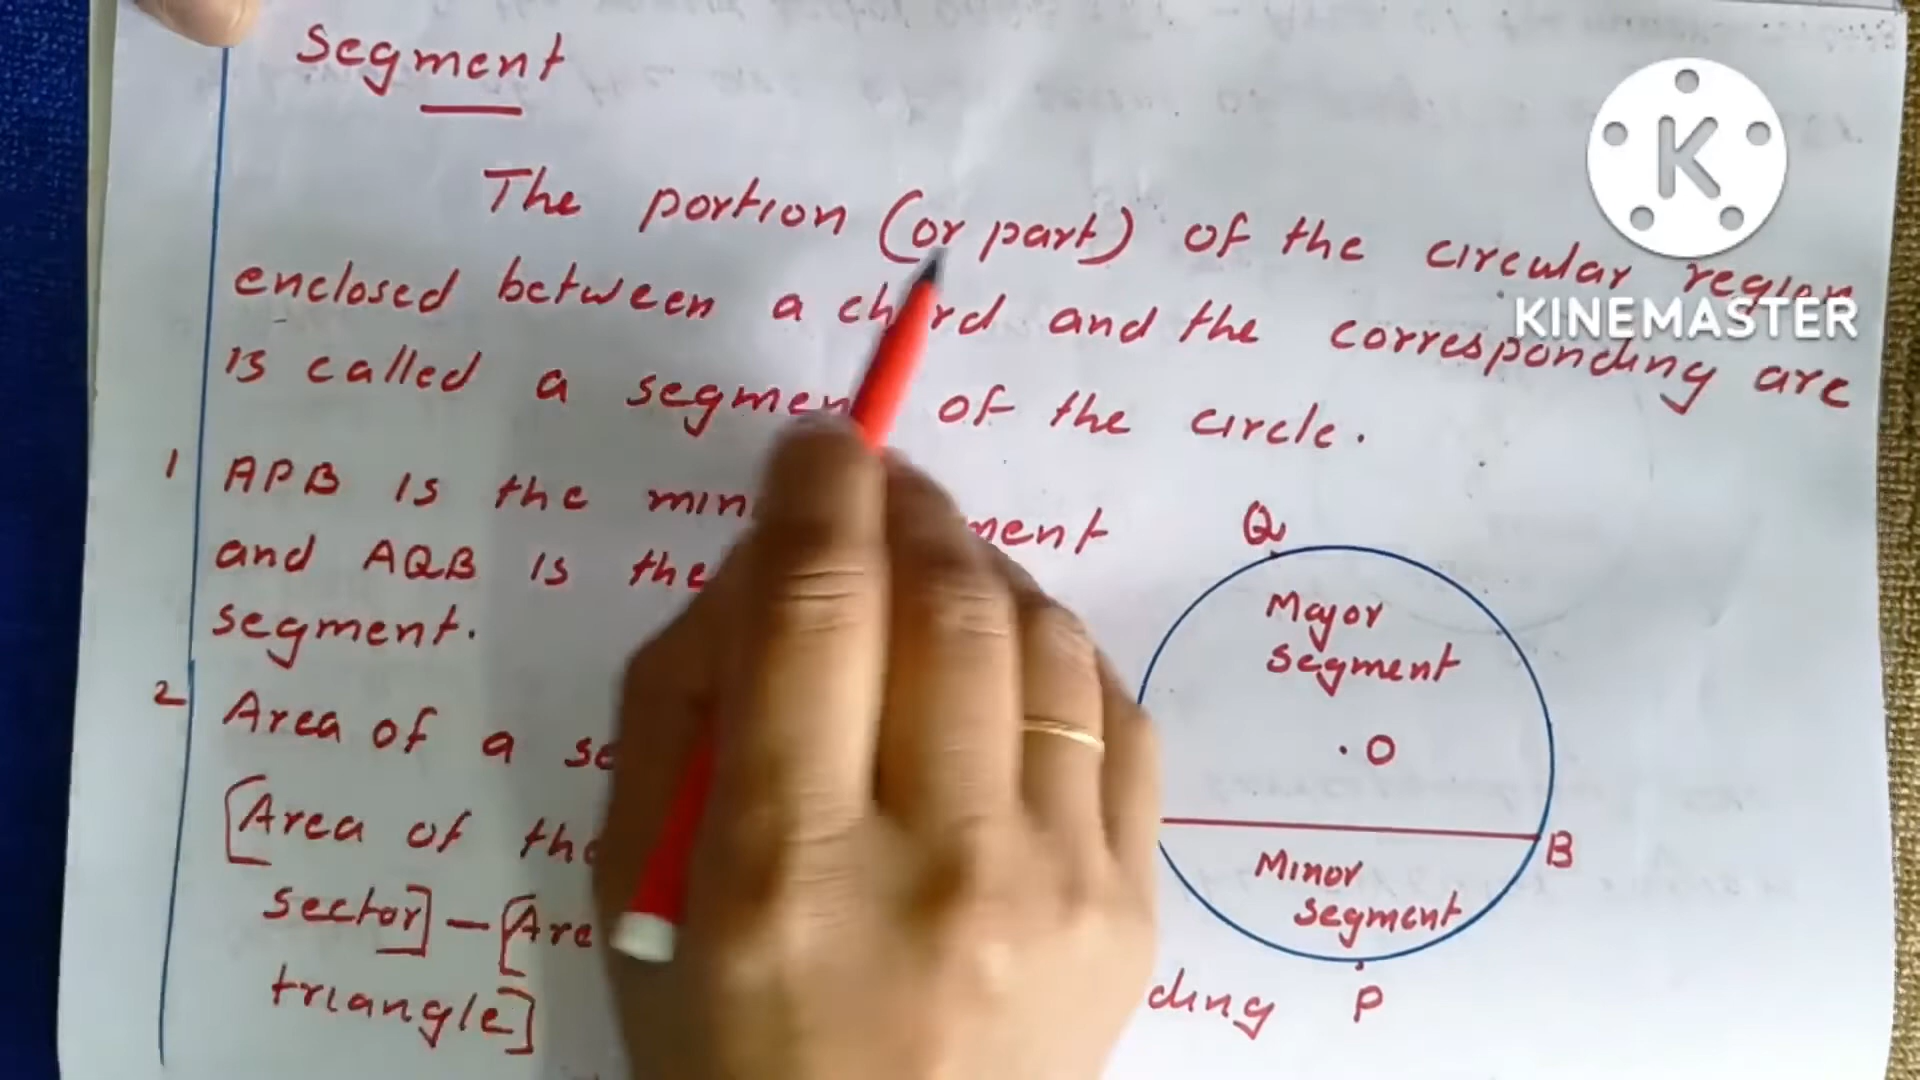 segment
The portion (or part) of the circular region
enclosed between a chord and the corresponding arc
is called a segment of the circle.
1 APB is the
and AQB is the
segment.
2 Area of a
[Area of the
sector] - [
triangle]
Q
Major
segment
. O
B
Minor
segment
P
K
KINEMASTER